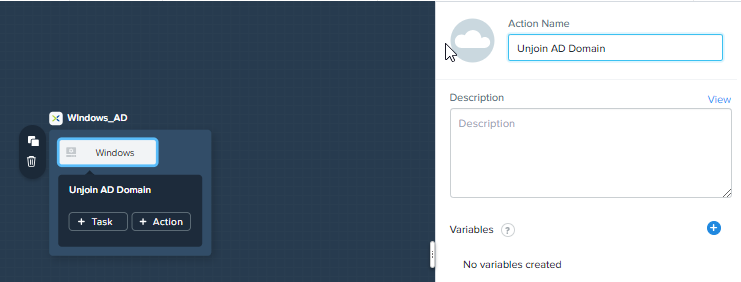 Action Name
Unjoin AD Domain
Description
View
Description
Variables
?
No variables created
Windows_AD
Windows
Unjoin AD Domain
+ Task
+ Action